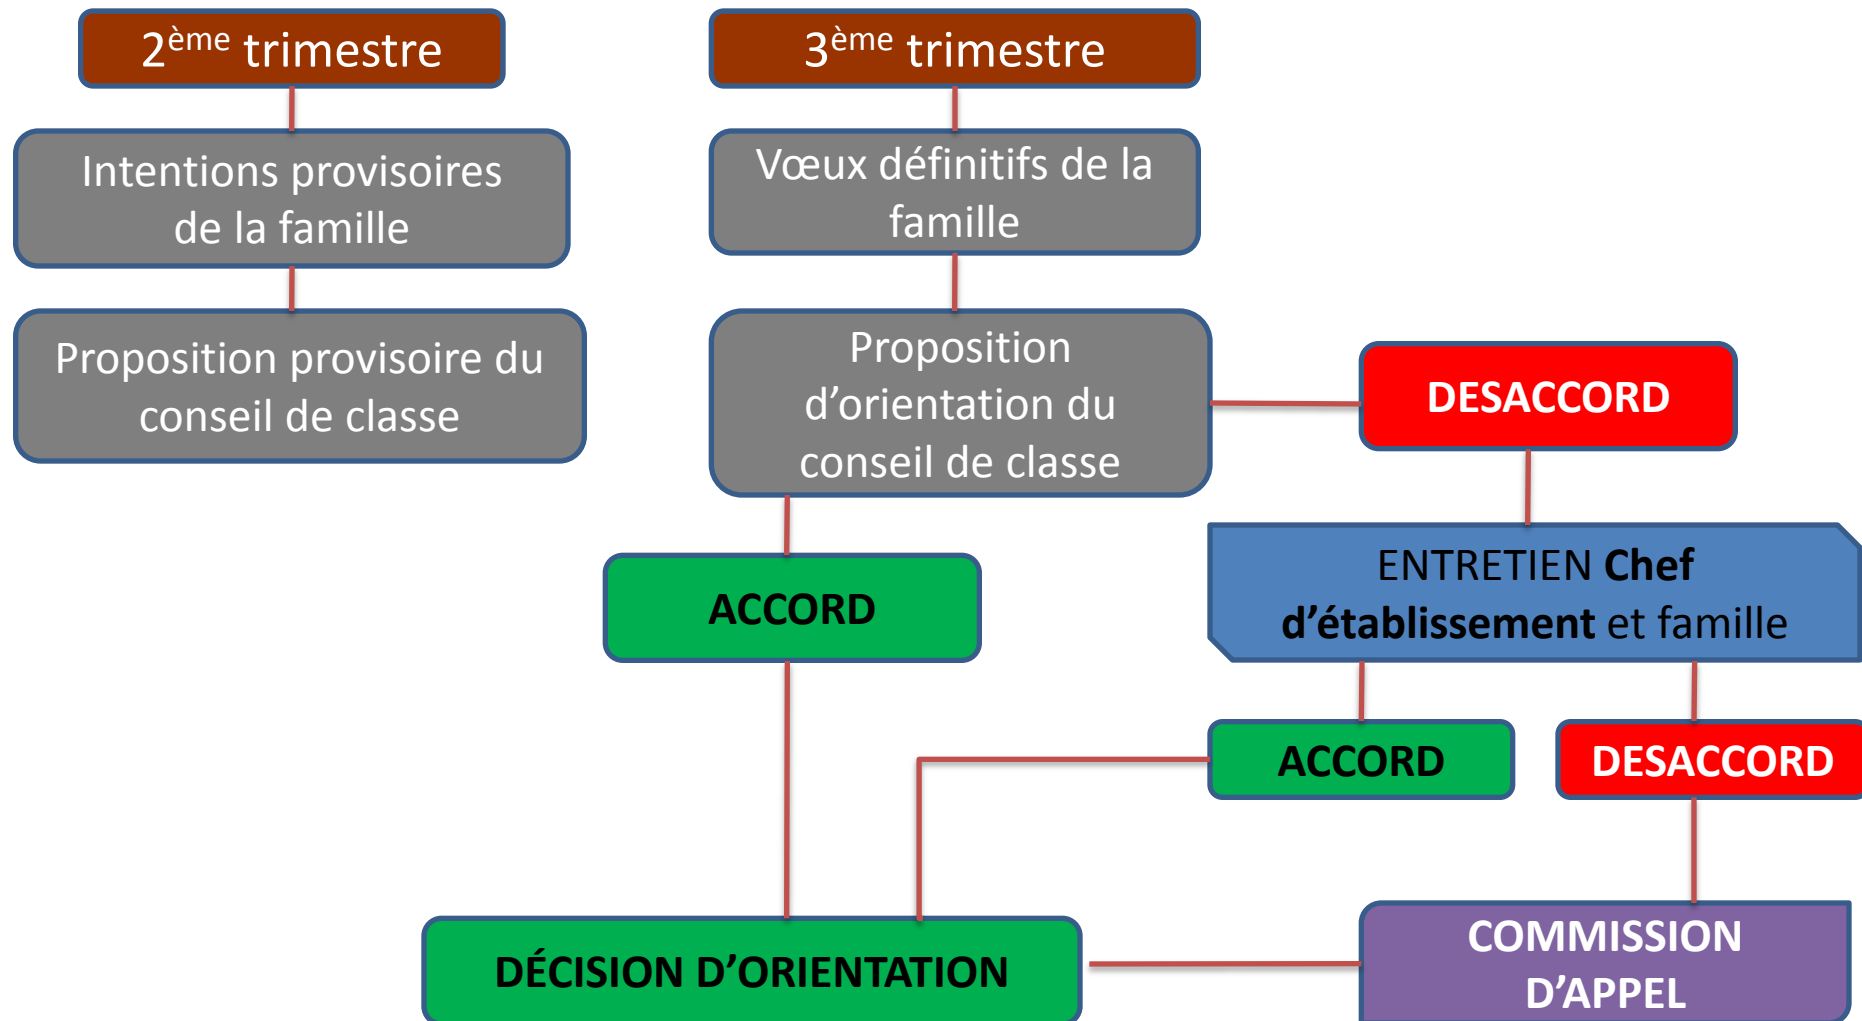 2ème trimestre
3ème trimestre
Intentions provisoires
de la famille
Vœux définitifs de la
famille
Proposition provisoire du
conseil de classe
Proposition
d’orientation du
conseil de classe
DESACCORD
ENTRETIEN Chef
d’établissement et famille
ACCORD
ACCORD
DESACCORD
DÉCISION D’ORIENTATION
COMMISSION
D’APPEL